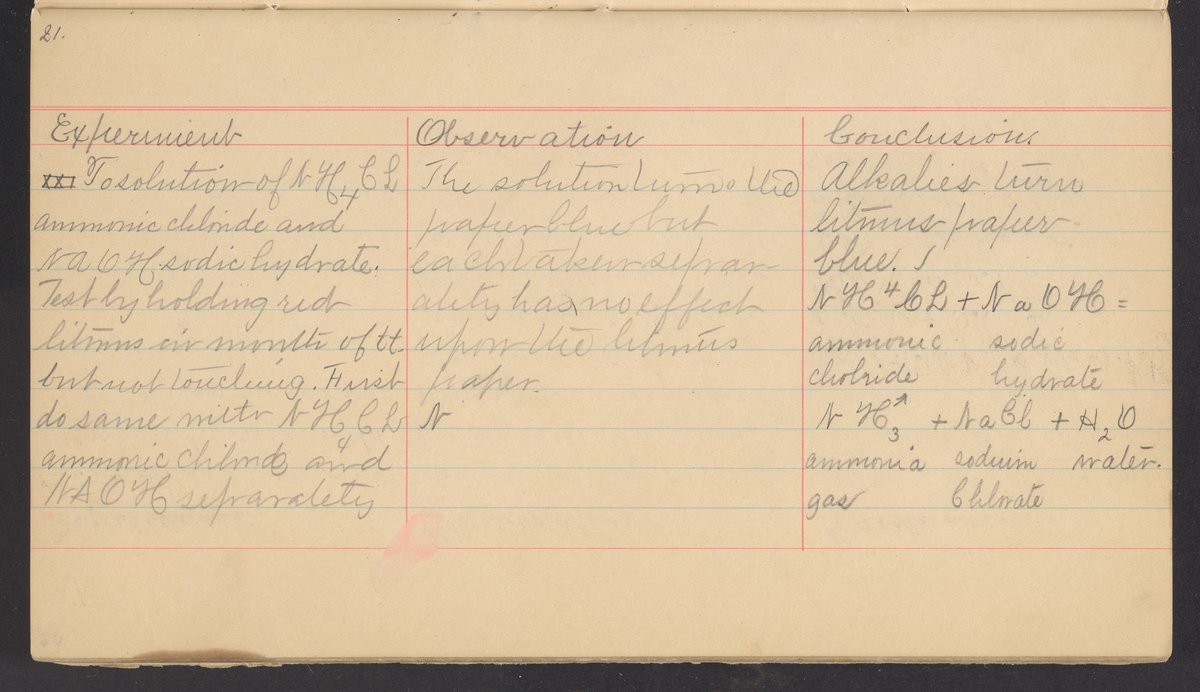 21.
Experiment
XXI To solution of NH4CL
ammonic chloride and
NaOH sodic hydrate.
Test by holding red
litmus in mouth of t.t.
but not touching. First
do same with NH4CL
ammonic chloride and
NAOH separately
Observation
The solution turns the
paper blue but
each taken separ-
ately has no effect
upon the litmus
paper.
N
Conclusion
Alkalies turn
litmus paper
blue.
NH4CL + NaOH =
ammonic sodic
cholride hydrate
NH3↗ + NaCl + H2O
ammonia sodium water.
gas Chlorate